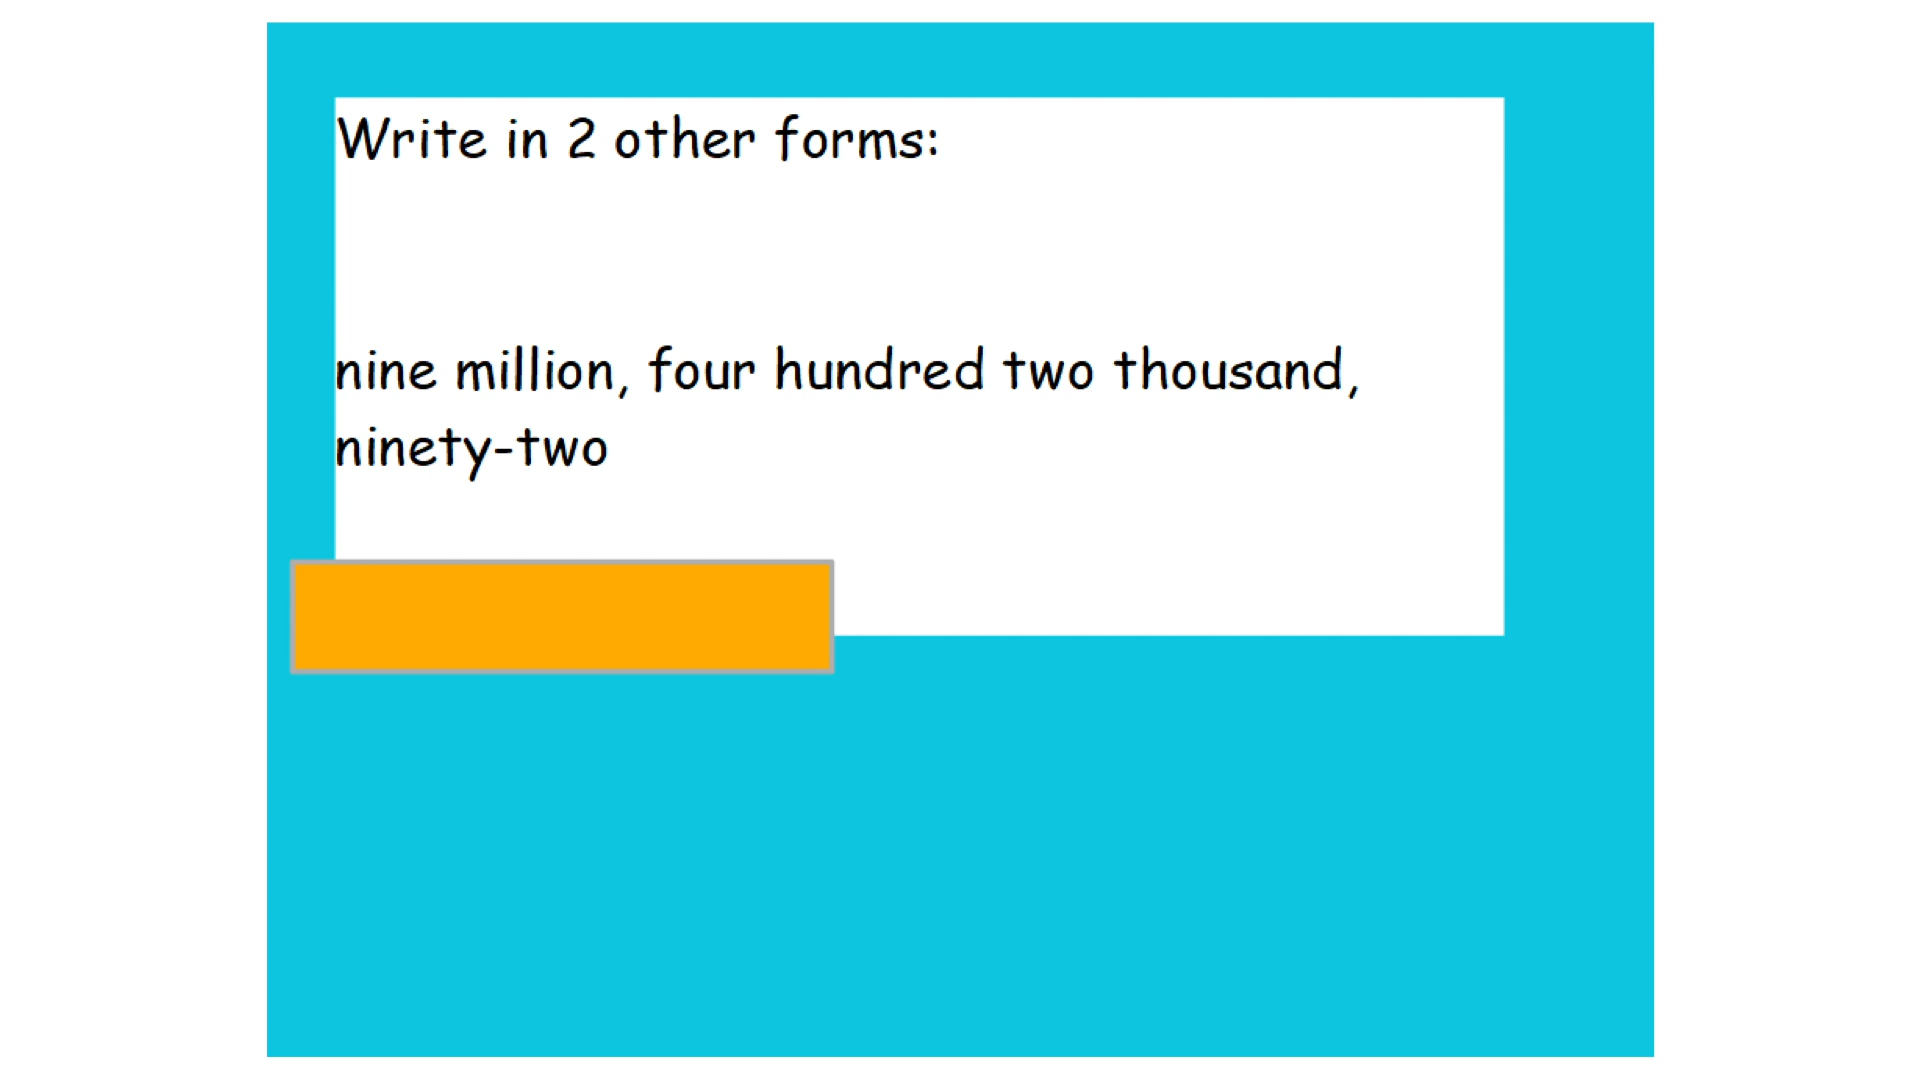 Write in 2 other forms:
nine million, four hundred two thousand,
ninety-two